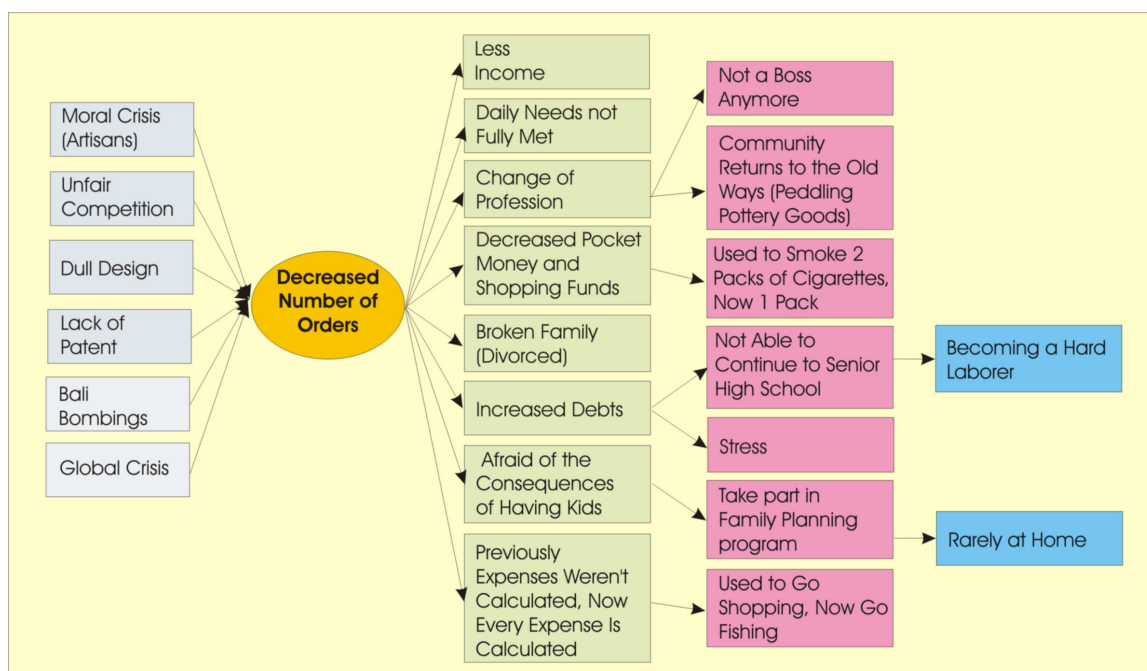 Moral Crisis
(Artisans)
Unfair
Competition
Dull Design
Lack of
Patent
Bali
Bombings
Global Crisis
Decreased
Number of
Orders
Less
Income
Daily Needs not
Fully Met
Change of
Profession
Decreased Pocket
Money and
Shopping Funds
Broken Family
(Divorced)
Increased Debts
Afraid of the
Consequences
of Having Kids
Previously
Expenses Weren't
Calculated, Now
Every Expense Is
Calculated
Not a Boss
Anymore
Community
Returns to the Old
Ways (Peddling
Pottery Goods)
Used to Smoke 2
Packs of Cigarettes,
Now 1 Pack
Not Able to
Continue to Senior
High School
Stress
Take part in
Family Planning
program
Used to Go
Shopping, Now Go
Fishing
Becoming a Hard
Laborer
Rarely at Home